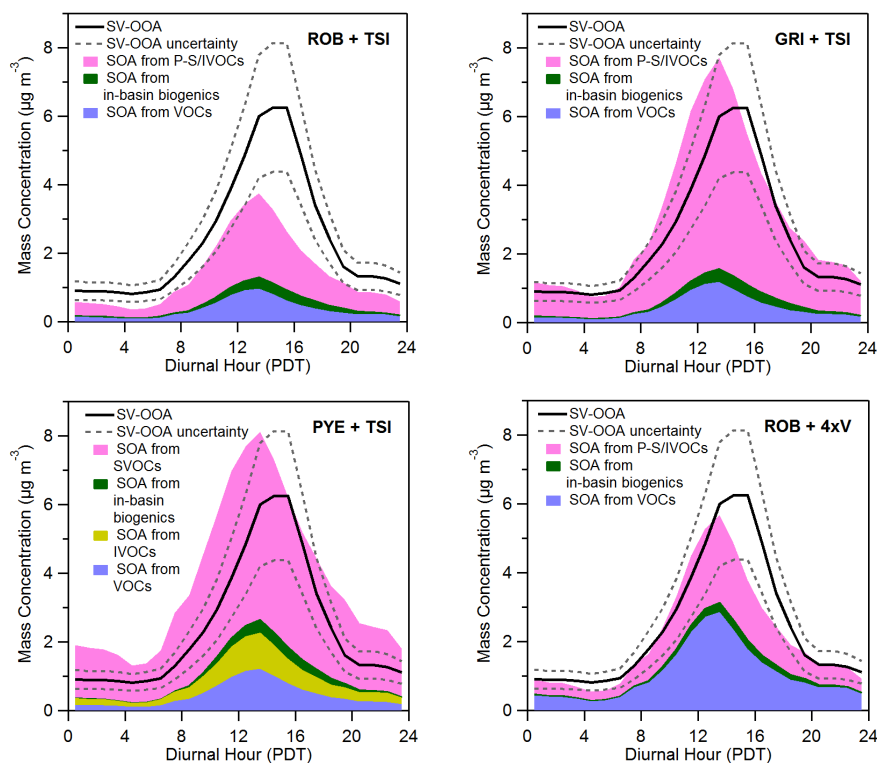 ROB + TSI
SV-OOA
SV-OOA uncertainty
SOA from P-S/IVOCs
SOA from
in-basin biogenics
SOA from VOCs
Mass Concentration (µg m⁻³)
8
6
4
2
0
0 4 8 12 16 20 24
Diurnal Hour (PDT)
GRI + TSI
SV-OOA
SV-OOA uncertainty
SOA from P-S/IVOCs
SOA from
in-basin biogenics
SOA from VOCs
Mass Concentration (µg m⁻³)
8
6
4
2
0
0 4 8 12 16 20 24
Diurnal Hour (PDT)
PYE + TSI
SV-OOA
SV-OOA uncertainty
SOA from
SVOCs
SOA from
in-basin
biogenics
SOA from
IVOCs
SOA from
VOCs
Mass Concentration (µg m⁻³)
8
6
4
2
0
0 4 8 12 16 20 24
Diurnal Hour (PDT)
ROB + 4xV
SV-OOA
SV-OOA uncertainty
SOA from P-S/IVOCs
SOA from
in-basin biogenics
SOA from VOCs
Mass Concentration (µg m⁻³)
8
6
4
2
0
0 4 8 12 16 20 24
Diurnal Hour (PDT)